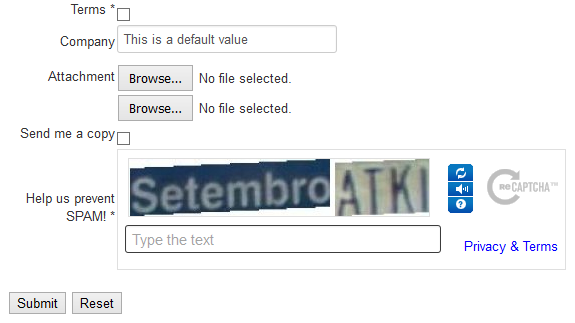 Terms *
Company This is a default value
Attachment Browse... No file selected.
Browse... No file selected.
Send me a copy
Setembro ATKI
reCAPTCHA™
Help us prevent
SPAM! *
Type the text
Privacy & Terms
Submit Reset